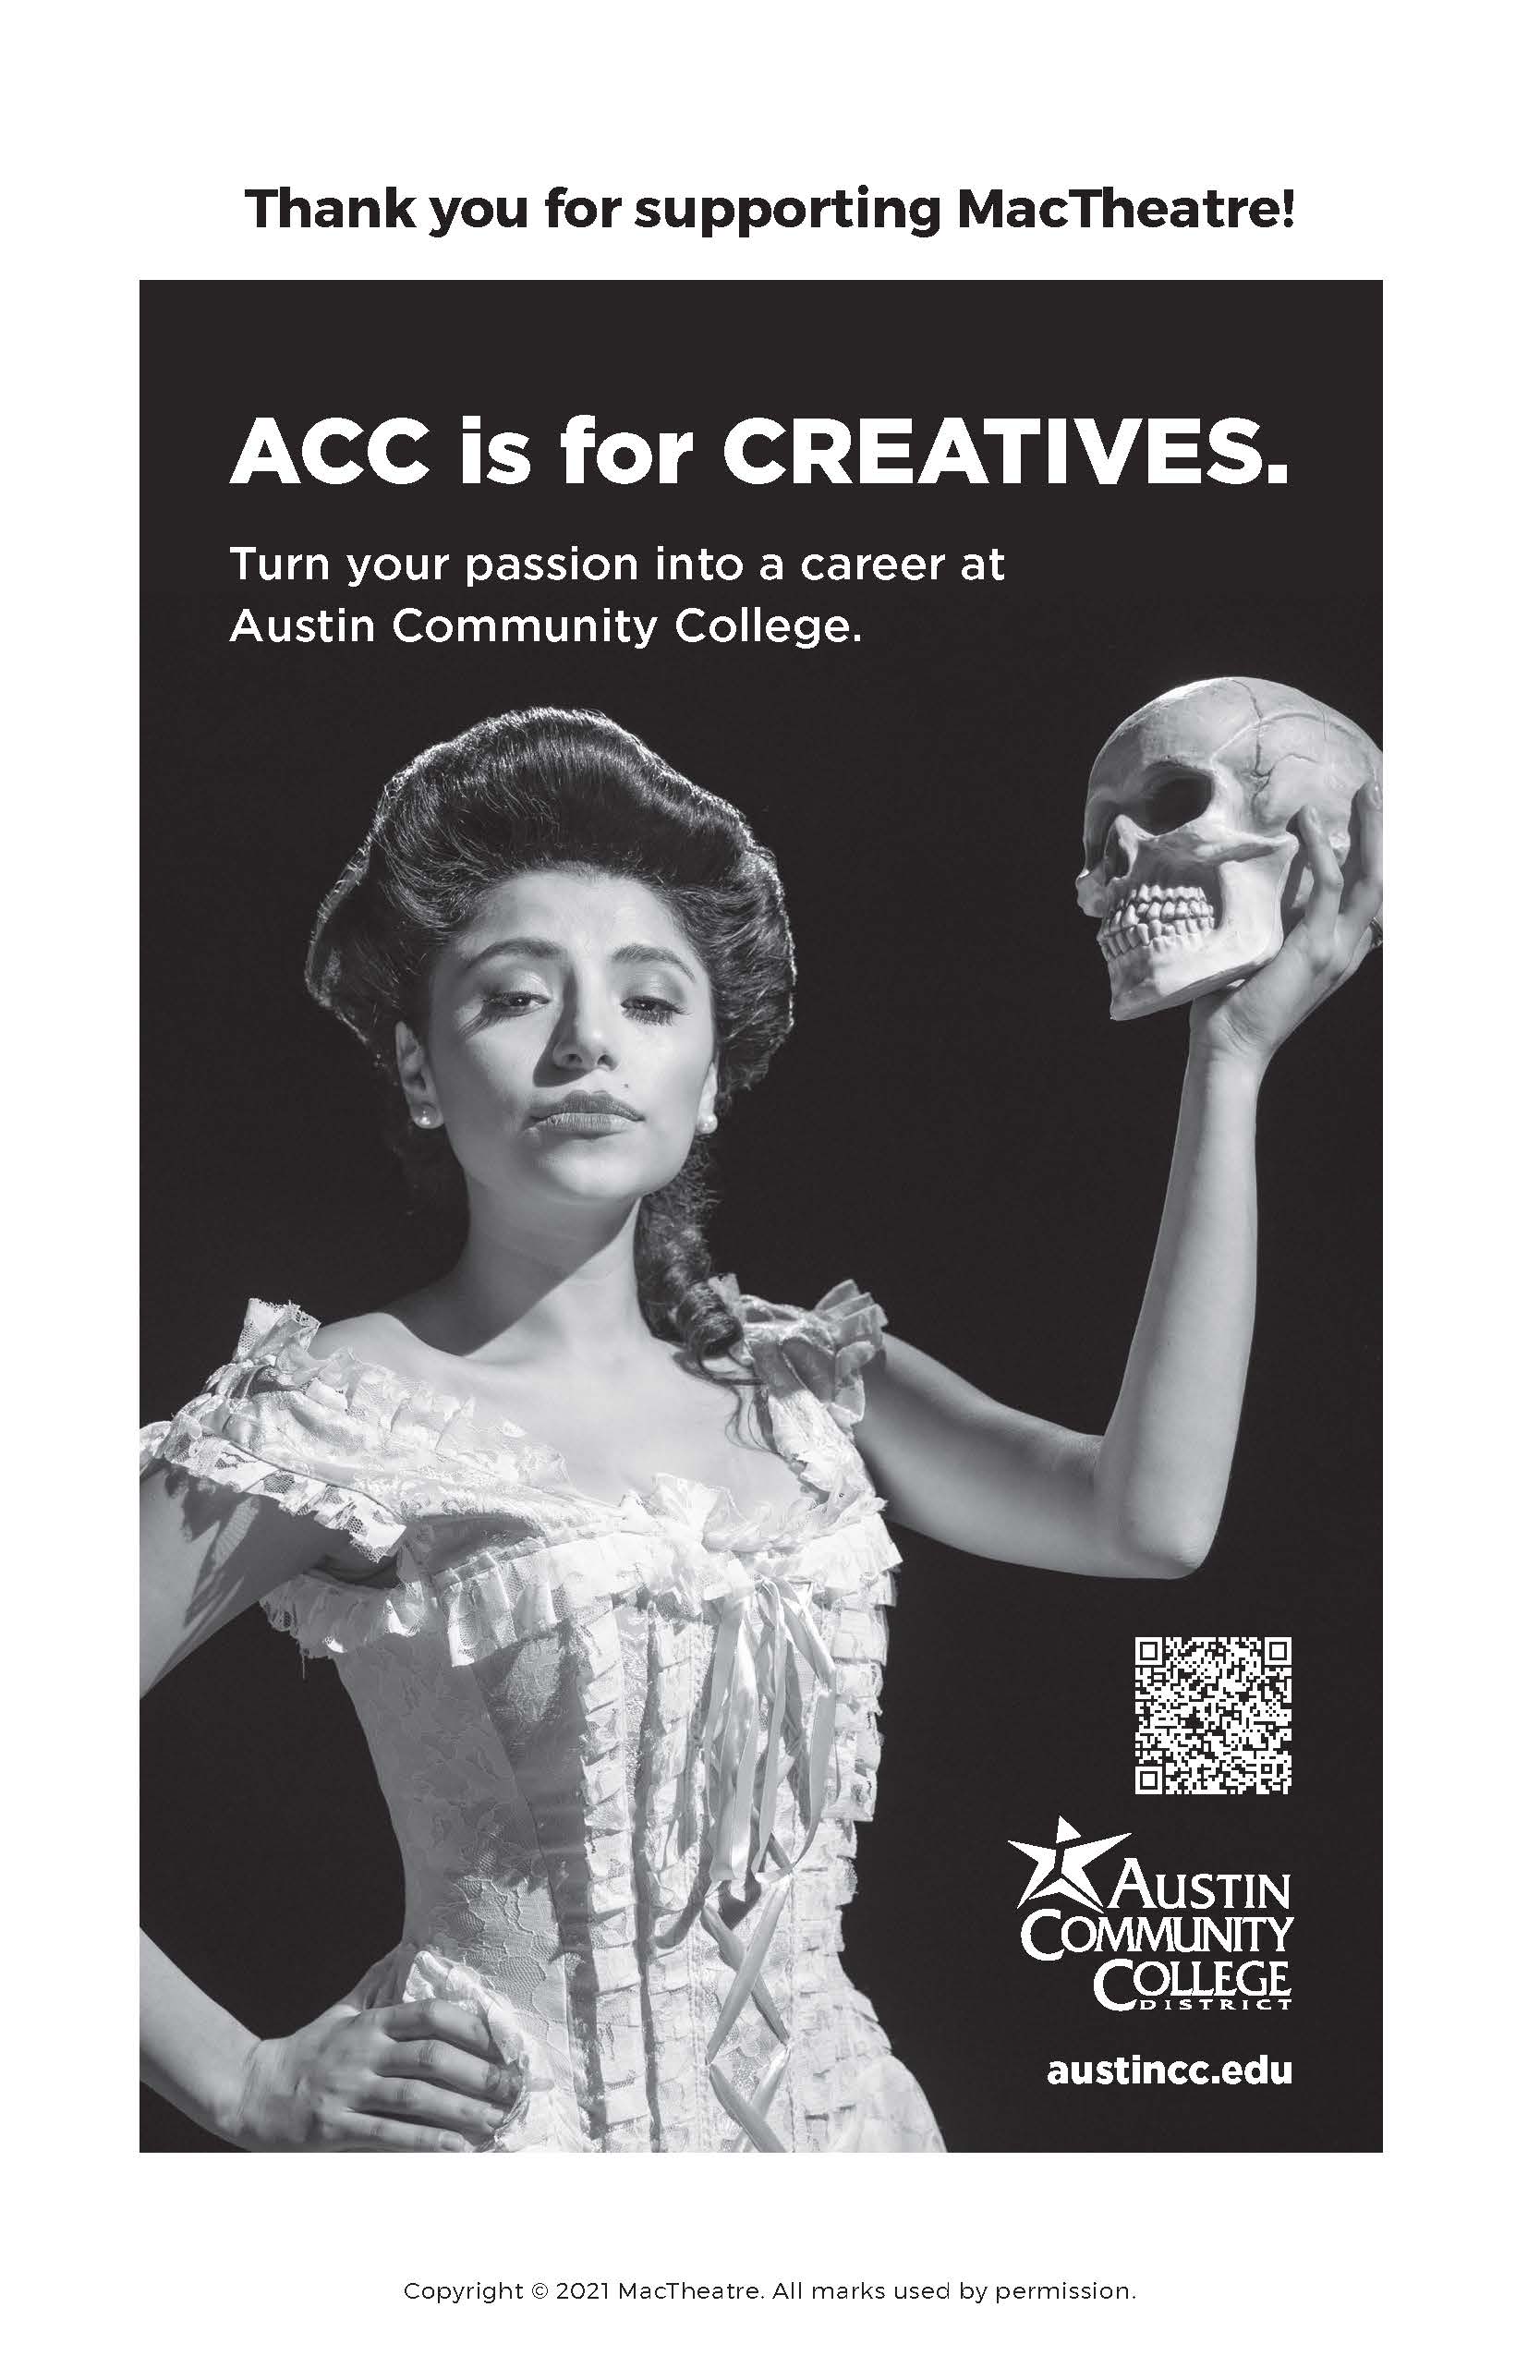 Thank you for supporting MacTheatre!
ACC is for CREATIVES.
Turn your passion into a career at
Austin Community College.
AUSTIN
COMMUNITY
COLLEGE
DISTRICT
austincc.edu
Copyright © 2021 MacTheatre. All marks used by permission.